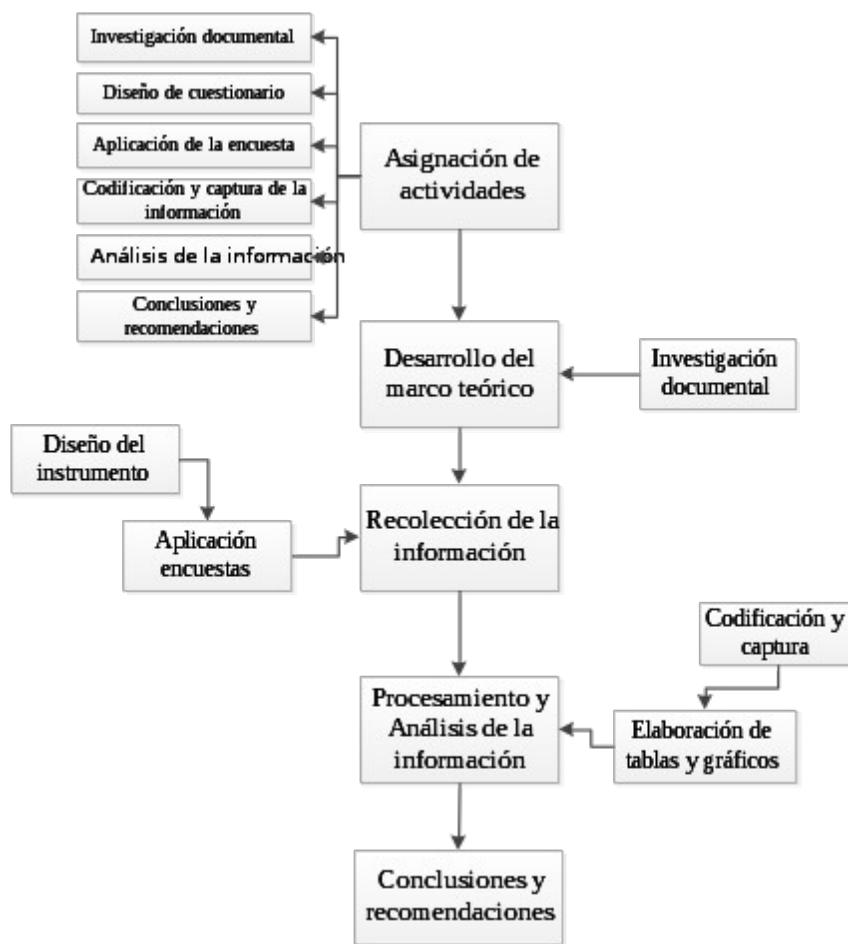 Investigación documental
Diseño de cuestionario
Aplicación de la encuesta
Codificación y captura de la
información
Análisis de la información
Conclusiones y
recomendaciones
Asignación de
actividades
Desarrollo del
marco teórico
Investigación
documental
Diseño del
instrumento
Aplicación
encuestas
Recolección de la
información
Codificación y
captura
Procesamiento y
Análisis de la
información
Elaboración de
tablas y gráficos
Conclusiones y
recomendaciones